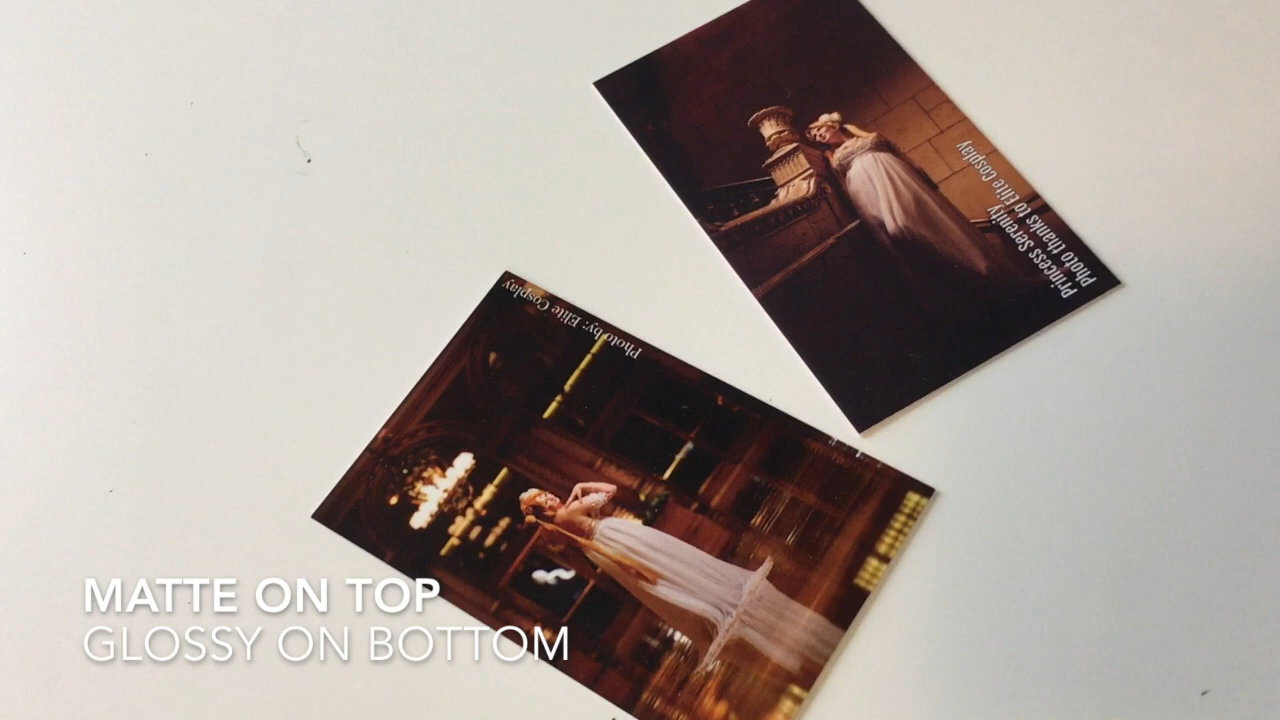 Princess Serenity
Photo thanks to Elite Cosplay
Photo by: Elite Cosplay
MATTE ON TOP
GLOSSY ON BOTTOM